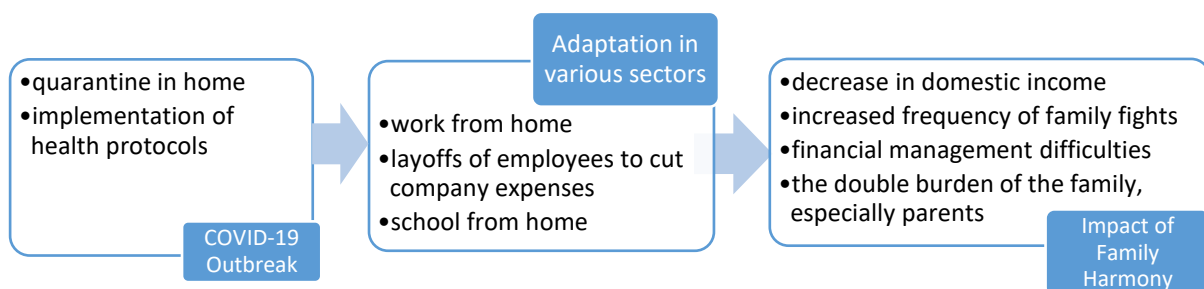 •quarantine in home
•implementation of
health protocols
COVID-19
Outbreak
Adaptation in
various sectors
•work from home
•layoffs of employees to cut
company expenses
•school from home
•decrease in domestic income
•increased frequency of family fights
•financial management difficulties
•the double burden of the family,
especially parents
Impact of
Family
Harmony